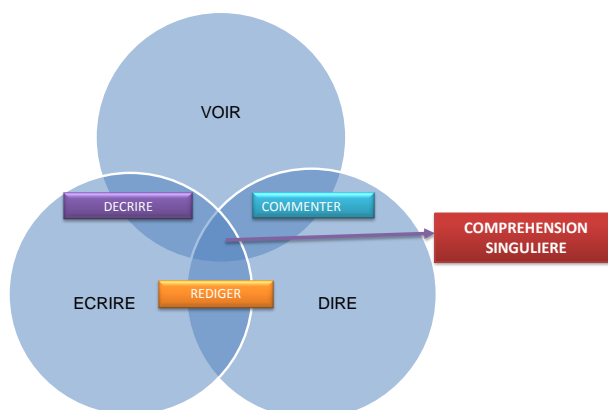 VOIR
DECRIRE
COMMENTER
COMPREHENSION
SINGULIERE
ECRIRE
REDIGER
DIRE